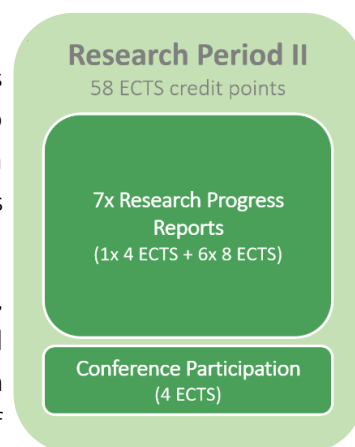 Research Period II
58 ECTS credit points
7x Research Progress
Reports
(1x 4 ECTS + 6x 8 ECTS)
Conference Participation
(4 ECTS)